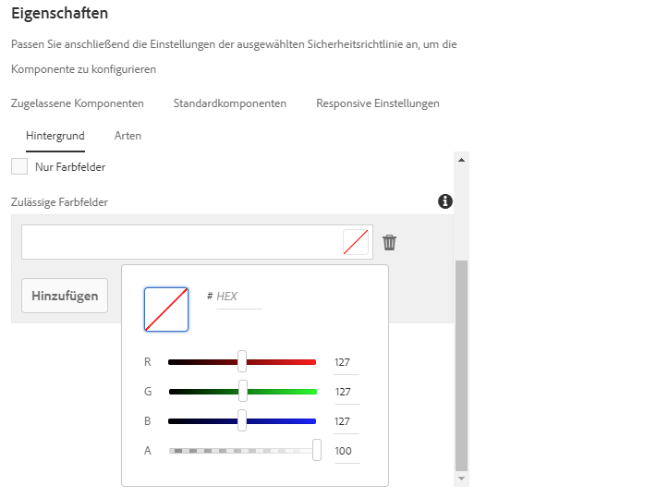 Eigenschaften
Passen Sie anschließend die Einstellungen der ausgewählten Sicherheitsrichtlinie an, um die
Komponente zu konfigurieren
Zugelassene Komponenten Standardkomponenten Responsive Einstellungen
Hintergrund Arten
Nur Farbfelder
Zulässige Farbfelder
Hinzufügen
# HEX
R 127
G 127
B 127
A 100